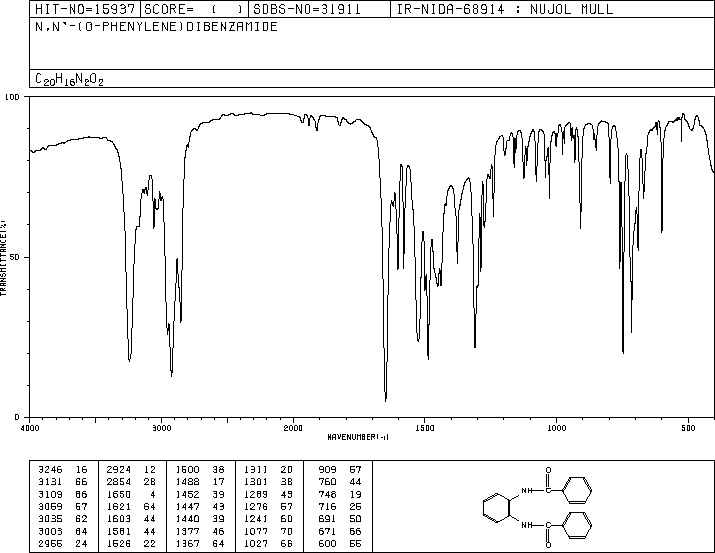 HIT-NO=15937 SCORE= ( ) SDBS-NO=31911 IR-NIDA-68914 : NUJOL MULL
N,N'-(O-PHENYLENE)DIBENZAMIDE
C20H16N2O2
100
50
0
TRANSMITTANCE(%)
4000 3000 2000 1500 1000 500
WAVENUMBER(-1)
3246 16 2924 12 1600 38 1311 20 909 57
3131 66 2854 28 1488 17 1301 38 760 44
3109 66 1650 4 1452 39 1289 43 748 19
3059 57 1621 64 1447 43 1276 57 716 25
3035 62 1603 44 1440 39 1241 60 691 50
3003 64 1581 44 1377 46 1077 70 671 66
2955 24 1526 22 1367 64 1027 66 600 55
O
NH-C
NH-C
O